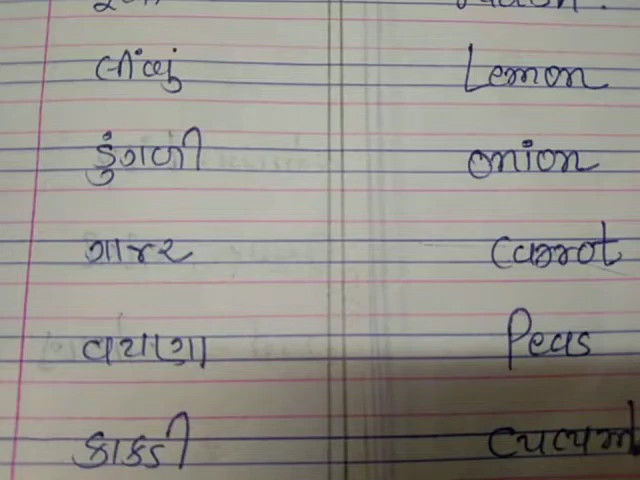 લીંબુ Lemon
ડુંગળી onion
ગાજર Carrot
વટાણા Peas
કાકડી